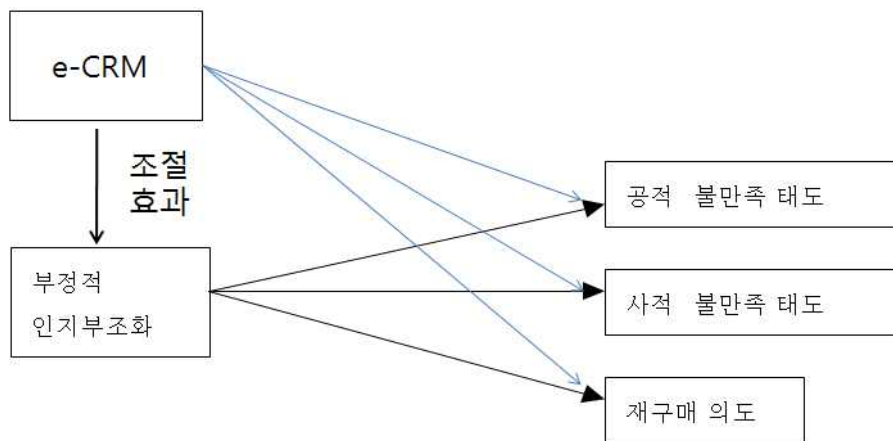 e-CRM
조절
효과
공적 불만족 태도
부정적
인지부조화
사적 불만족 태도
재구매 의도